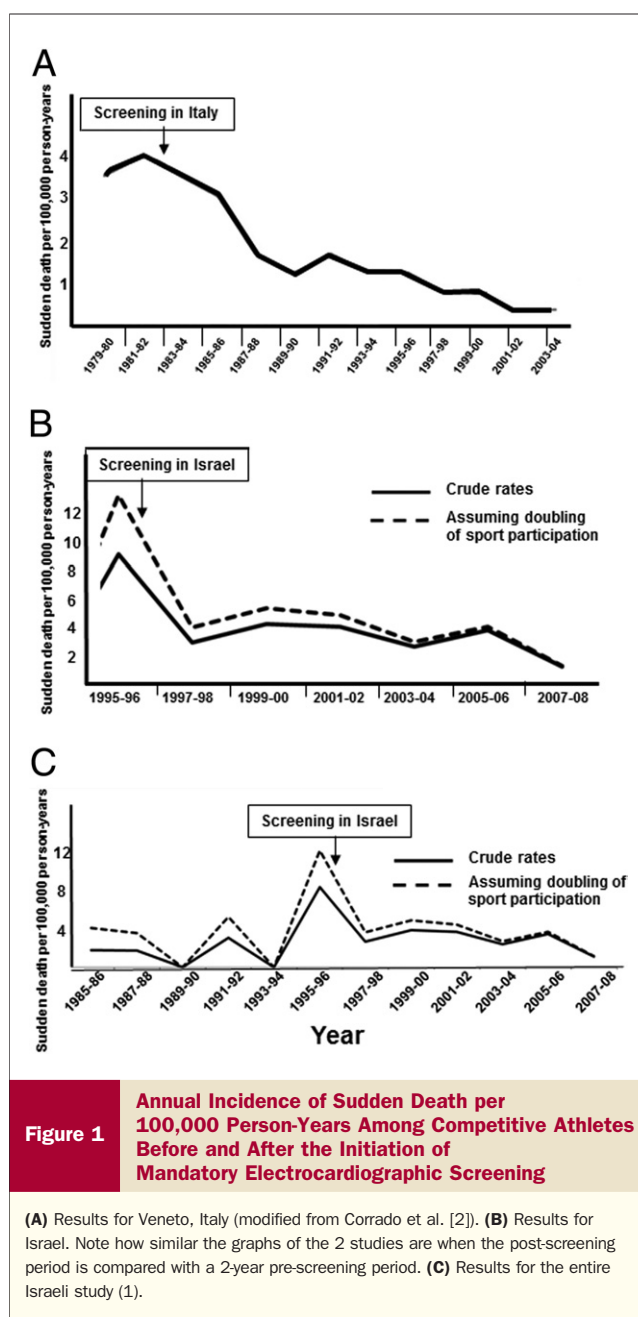 A
Sudden death per 100,000 person-years
Screening in Italy
4
3
2
1
1979-80
1981-82
1983-84
1985-86
1987-88
1989-90
1991-92
1993-94
1995-96
1997-98
1999-00
2001-02
2003-04
B
Sudden death per 100,000 person-years
Screening in Israel
Crude rates
Assuming doubling
of sport participation
12
10
8
6
4
2
1995-96
1997-98
1999-00
2001-02
2003-04
2005-06
2007-08
C
Sudden death per 100,000 person-years
Screening in Israel
Crude rates
Assuming doubling of
sport participation
12
8
4
1985-86
1987-88
1989-90
1991-92
1993-94
1995-96
1997-98
1999-00
2001-02
2003-04
2005-06
2007-08
Year
Figure 1
Annual Incidence of Sudden Death per
100,000 Person-Years Among Competitive Athletes
Before and After the Initiation of
Mandatory Electrocardiographic Screening
(A) Results for Veneto, Italy (modified from Corrado et al. [2]). (B) Results for
Israel. Note how similar the graphs of the 2 studies are when the post-screening
period is compared with a 2-year pre-screening period. (C) Results for the entire
Israeli study (1).